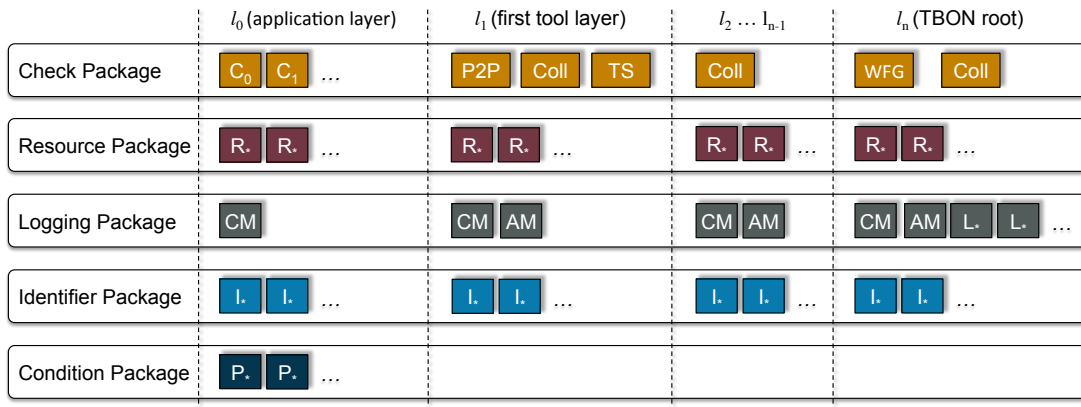 l₀ (application layer) l₁ (first tool layer) l₂ … lₙ₋₁ lₙ (TBON root)
Check Package C₀ C₁ … P2P Coll TS Coll WFG Coll
Resource Package R* R* … R* R* … R* R* … R* R* …
Logging Package CM CM AM CM AM CM AM L* L* …
Identifier Package I* I* … I* I* … I* I* … I* I* …
Condition Package P* P* …